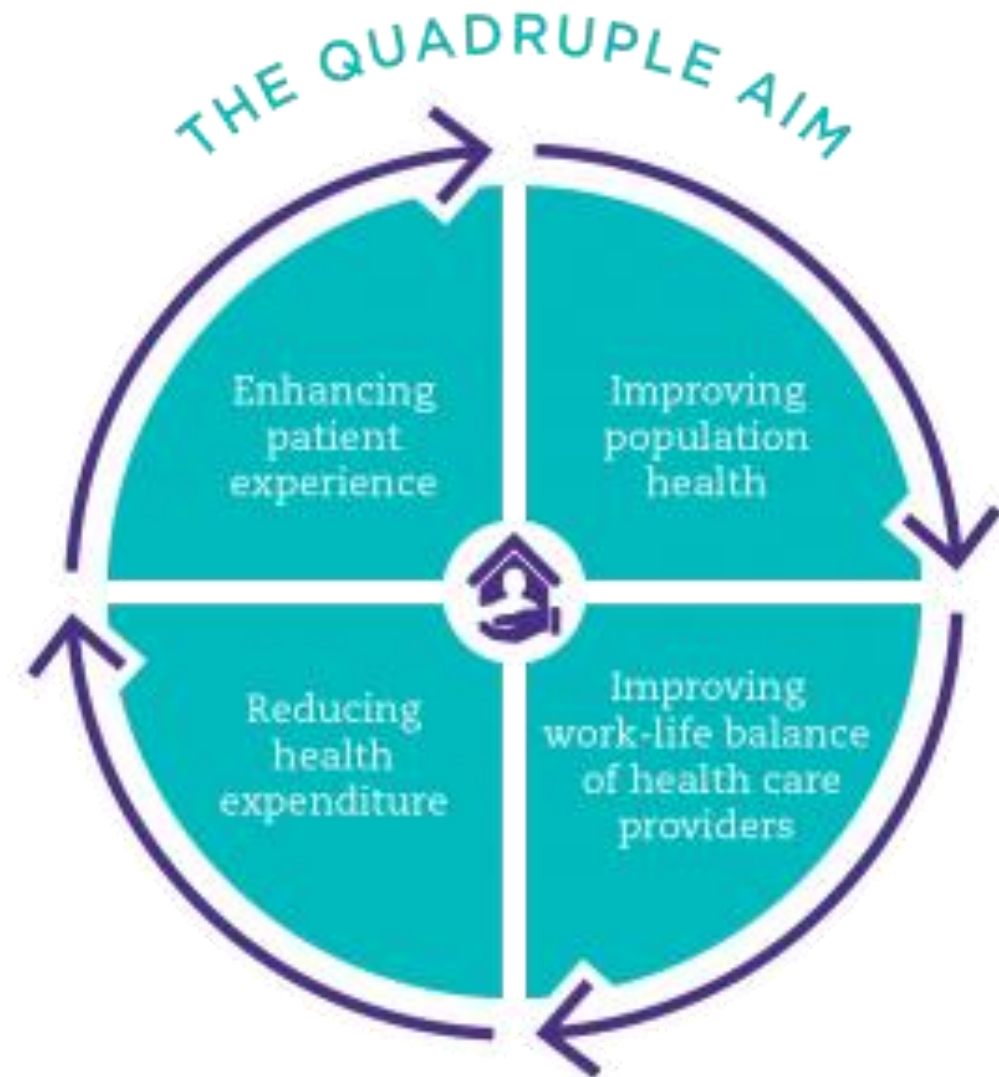 THE QUADRUPLE AIM
Enhancing
patient
experience
Improving
population
health
Reducing
health
expenditure
Improving
work-life balance
of health care
providers